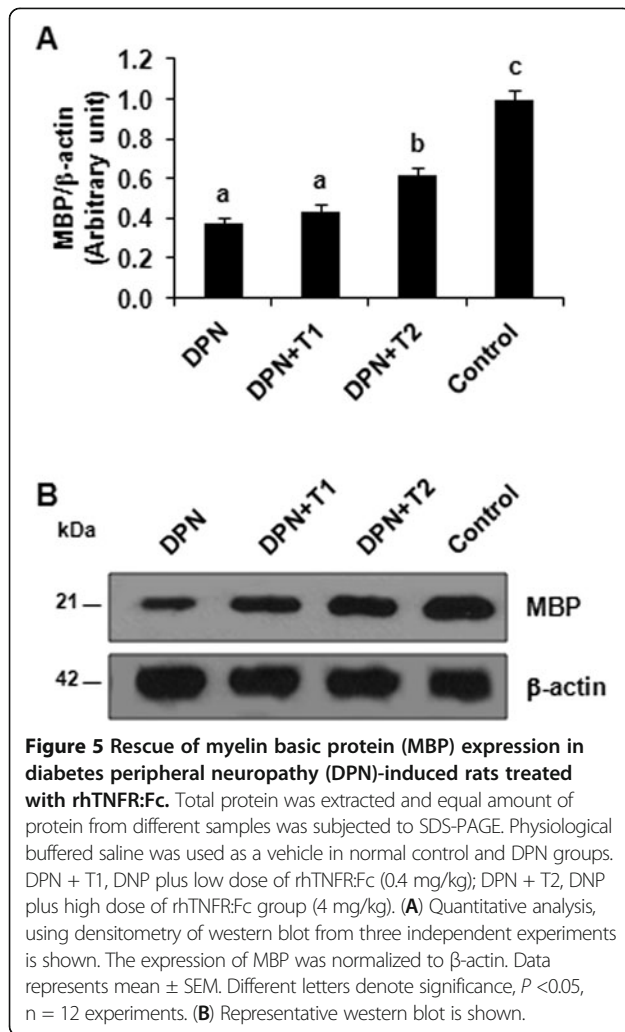 A
c
1.2
1.0
0.8
b
0.6
a
a
0.4
0.2
0.0
MBP/β-actin
(Arbitrary unit)
DPN
DPN+T1
DPN+T2
Control
B
kDa
DPN
DPN+T1
DPN+T2
Control
21
MBP
42
β-actin
Figure 5 Rescue of myelin basic protein (MBP) expression in
diabetes peripheral neuropathy (DPN)-induced rats treated
with rhTNFR:Fc. Total protein was extracted and equal amount of
protein from different samples was subjected to SDS-PAGE. Physiological
buffered saline was used as a vehicle in normal control and DPN groups.
DPN + T1, DNP plus low dose of rhTNFR:Fc (0.4 mg/kg); DPN + T2, DNP
plus high dose of rhTNFR:Fc group (4 mg/kg). (A) Quantitative analysis,
using densitometry of western blot from three independent experiments
is shown. The expression of MBP was normalized to β-actin. Data
represents mean ± SEM. Different letters denote significance, P <0.05,
n = 12 experiments. (B) Representative western blot is shown.